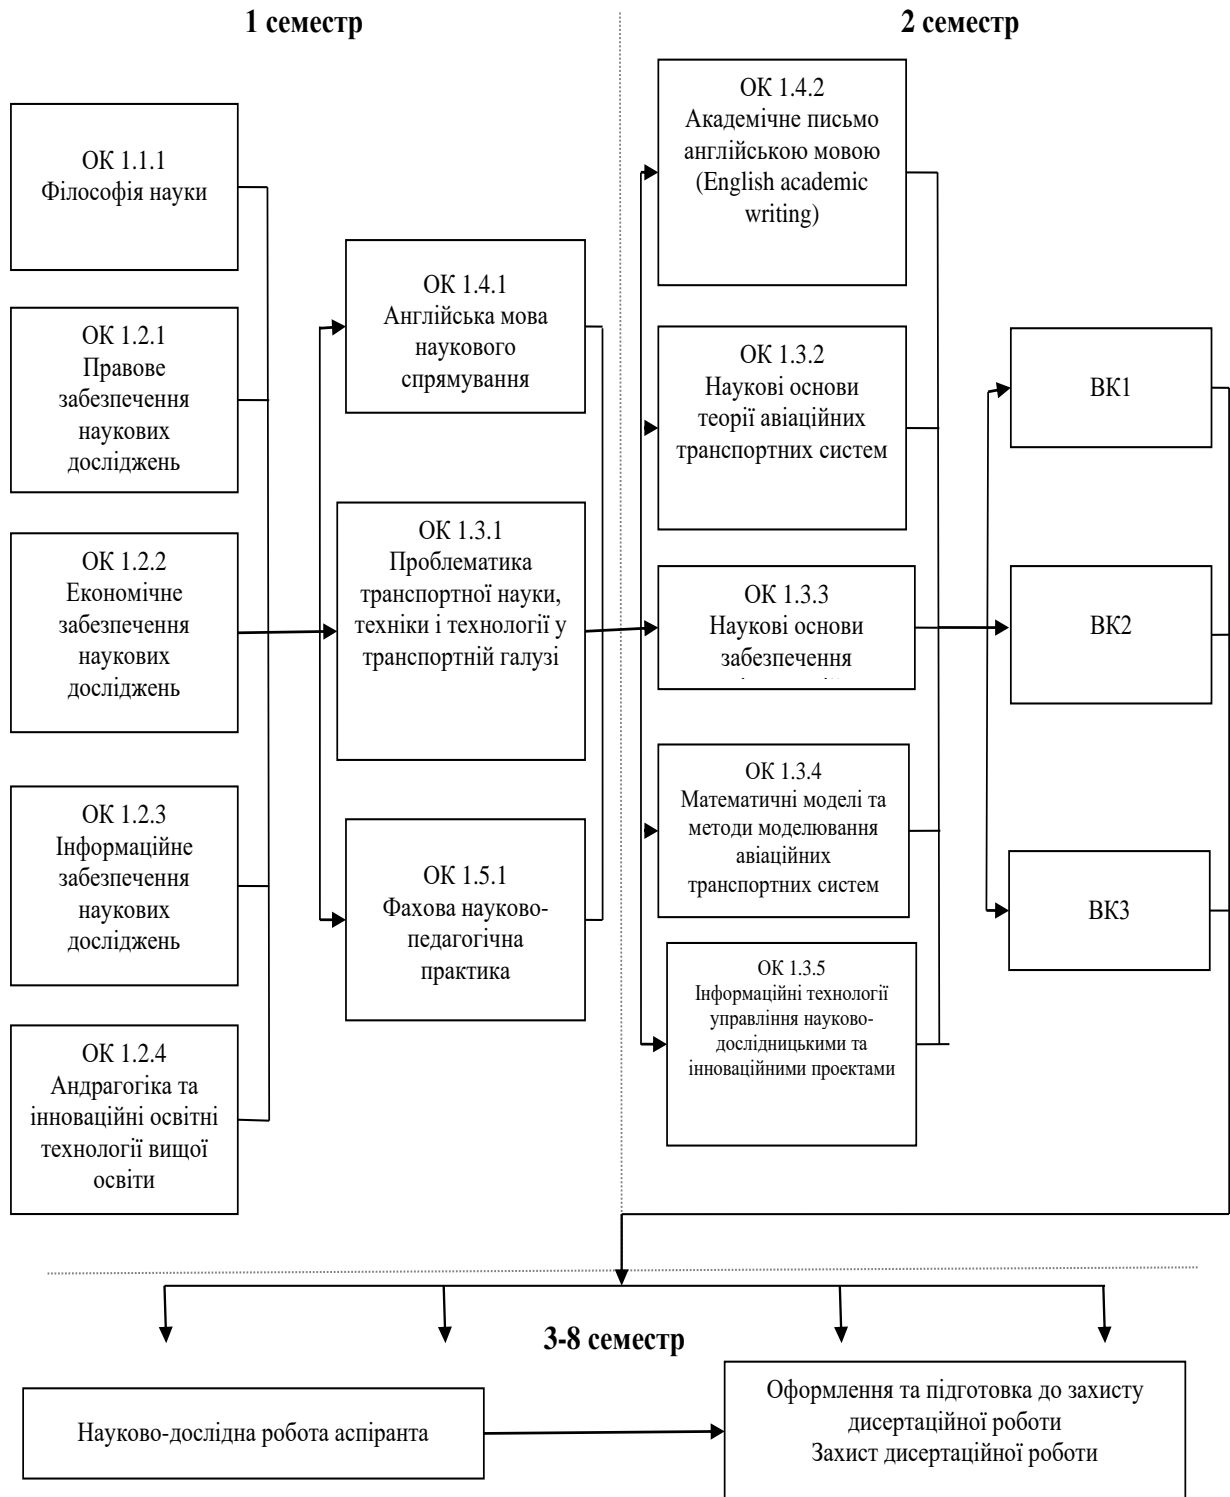 1 семестр
2 семестр
ОК 1.1.1
Філософія науки
ОК 1.2.1
Правове
забезпечення
наукових
досліджень
ОК 1.2.2
Економічне
забезпечення
наукових
досліджень
ОК 1.2.3
Інформаційне
забезпечення
наукових
досліджень
ОК 1.2.4
Андрагогіка та
інноваційні освітні
технології вищої
освіти
ОК 1.4.1
Англійська мова
наукового
спрямування
ОК 1.3.1
Проблематика
транспортної науки,
техніки і технології у
транспортній галузі
ОК 1.5.1
Фахова науково-
педагогічна
практика
ОК 1.4.2
Академічне письмо
англійською мовою
(English academic
writing)
ОК 1.3.2
Наукові основи
теорії авіаційних
транспортних систем
ОК 1.3.3
Наукові основи
забезпечення
ОК 1.3.4
Математичні моделі та
методи моделювання
авіаційних
транспортних систем
ОК 1.3.5
Інформаційні технології
управління науково-
дослідницькими та
інноваційними проектами
ВК1
ВК2
ВК3
3-8 семестр
Науково-дослідна робота аспіранта
Оформлення та підготовка до захисту
дисертаційної роботи
Захист дисертаційної роботи